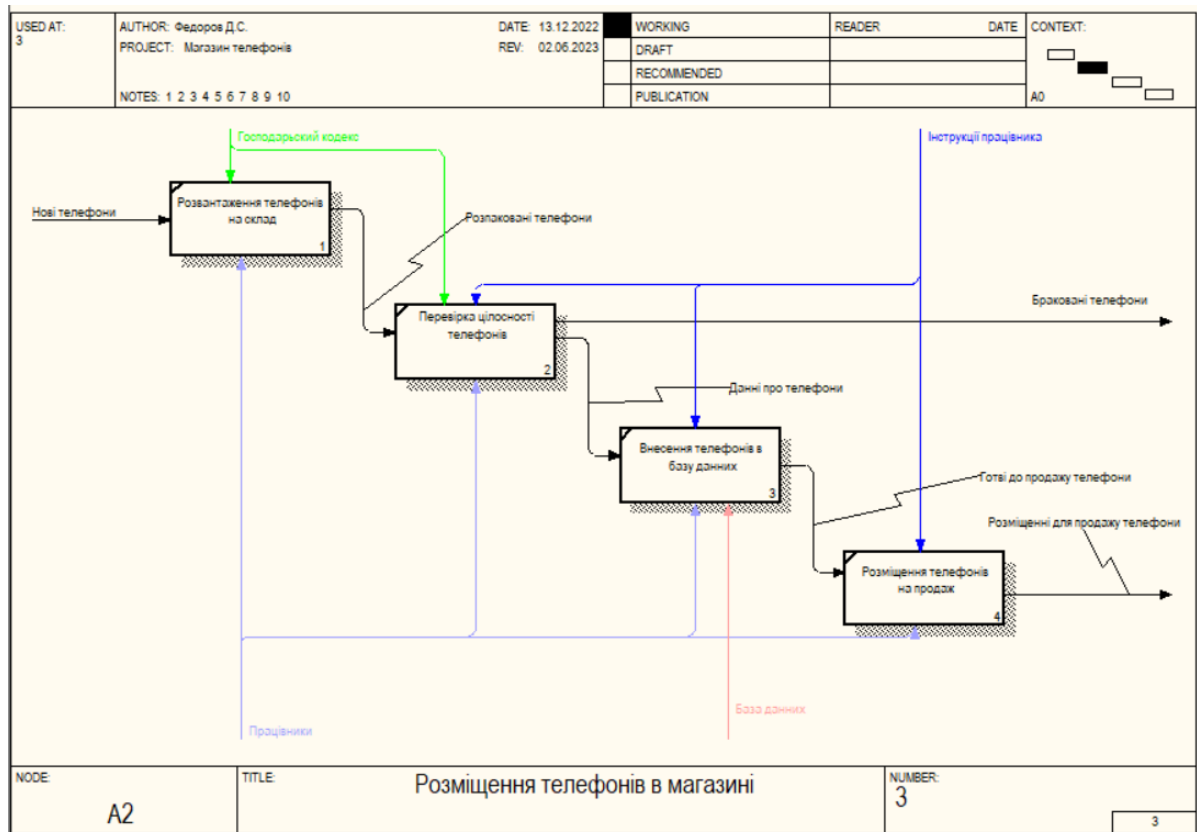 USED AT:
3
AUTHOR: Федоров Д.С.
DATE: 13.12.2022
PROJECT: Магазин телефонів
REV: 02.06.2023
NOTES: 1 2 3 4 5 6 7 8 9 10
WORKING
DRAFT
RECOMMENDED
PUBLICATION
READER
DATE
CONTEXT:
A0
Господарьский кодекс
Інструкції працівника
Нові телефони
Розвантаження телефонів
на склад
1
Розпаковані телефони
Браковані телефони
Перевірка цілосності
телефонів
2
Данні про телефони
Внесення телефонів в
базу данних
3
Готві до продажу телефони
Розміщенні для продажу телефони
Розміщення телефонів
на продаж
4
База данних
Працівники
NODE:
A2
TITLE:
Розміщення телефонів в магазині
NUMBER:
3
3